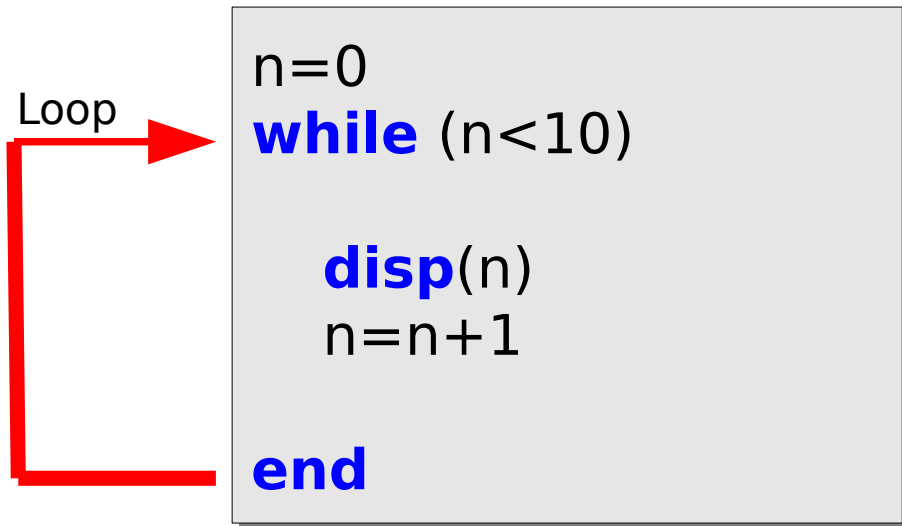 Loop
n=0
while (n<10)
disp(n)
n=n+1
end